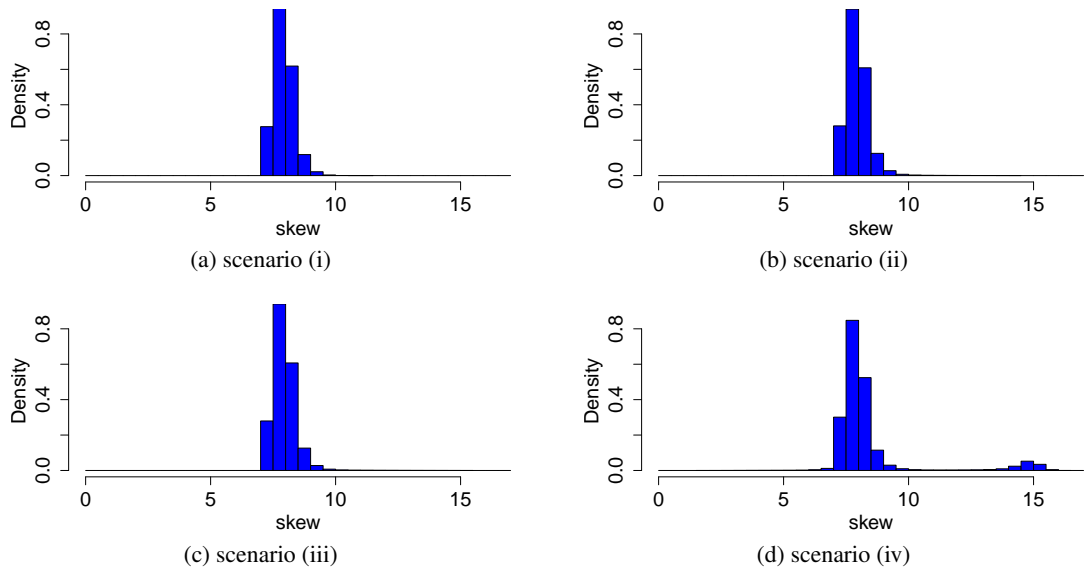 Density
0.0 0.4 0.8
0 5 10 15
skew
(a) scenario (i)
Density
0.0 0.4 0.8
0 5 10 15
skew
(b) scenario (ii)
Density
0.0 0.4 0.8
0 5 10 15
skew
(c) scenario (iii)
Density
0.0 0.4 0.8
0 5 10 15
skew
(d) scenario (iv)